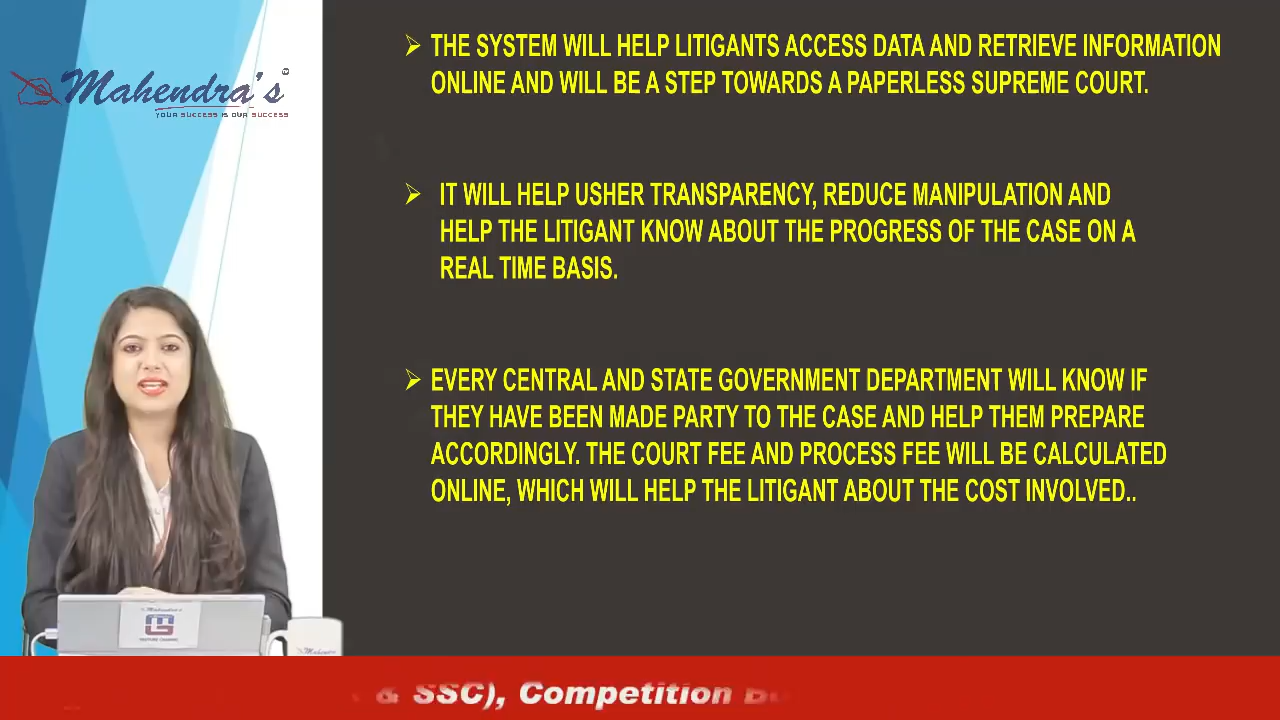 Mahendra's
YOUR SUCCESS IS OUR SUCCESS
THE SYSTEM WILL HELP LITIGANTS ACCESS DATA AND RETRIEVE INFORMATION
ONLINE AND WILL BE A STEP TOWARDS A PAPERLESS SUPREME COURT.
IT WILL HELP USHER TRANSPARENCY, REDUCE MANIPULATION AND
HELP THE LITIGANT KNOW ABOUT THE PROGRESS OF THE CASE ON A
REAL TIME BASIS.
EVERY CENTRAL AND STATE GOVERNMENT DEPARTMENT WILL KNOW IF
THEY HAVE BEEN MADE PARTY TO THE CASE AND HELP THEM PREPARE
ACCORDINGLY. THE COURT FEE AND PROCESS FEE WILL BE CALCULATED
ONLINE, WHICH WILL HELP THE LITIGANT ABOUT THE COST INVOLVED..
Mahendra's
YOUTUBE CHANNEL
Mahendra
& SSC), Competition